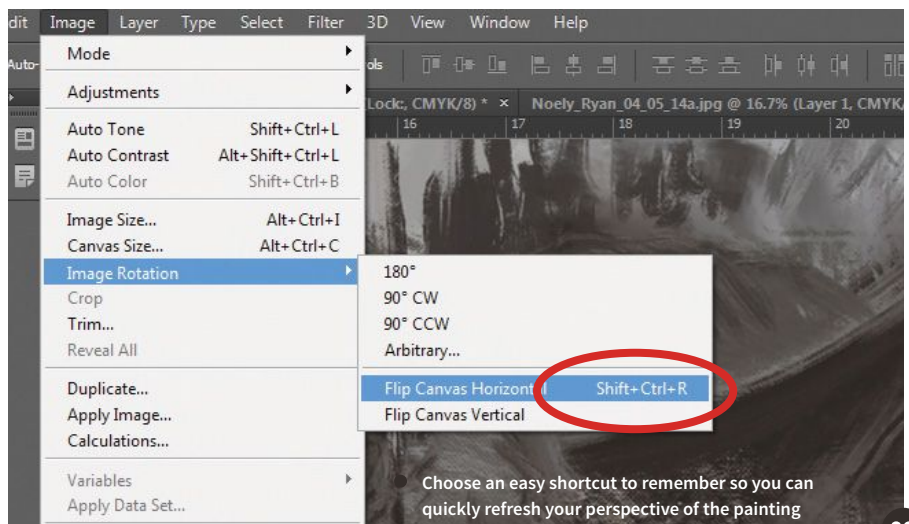 dit Image Layer Type Select Filter 3D View Window Help
Auto-
ols
(Lock:, CMYK/8) * × Noely_Ryan_04_05_14a.jpg @ 16.7% (Layer 1, CMYK/
16 17 18 19 20
Mode
Adjustments
Auto Tone Shift+Ctrl+L
Auto Contrast Alt+Shift+Ctrl+L
Auto Color Shift+Ctrl+B
Image Size... Alt+Ctrl+I
Canvas Size... Alt+Ctrl+C
Image Rotation
Crop
Trim...
Reveal All
Duplicate...
Apply Image...
Calculations...
Variables
Apply Data Set...
180°
90° CW
90° CCW
Arbitrary...
Flip Canvas Horizontal Shift+Ctrl+R
Flip Canvas Vertical
Choose an easy shortcut to remember so you can
quickly refresh your perspective of the painting